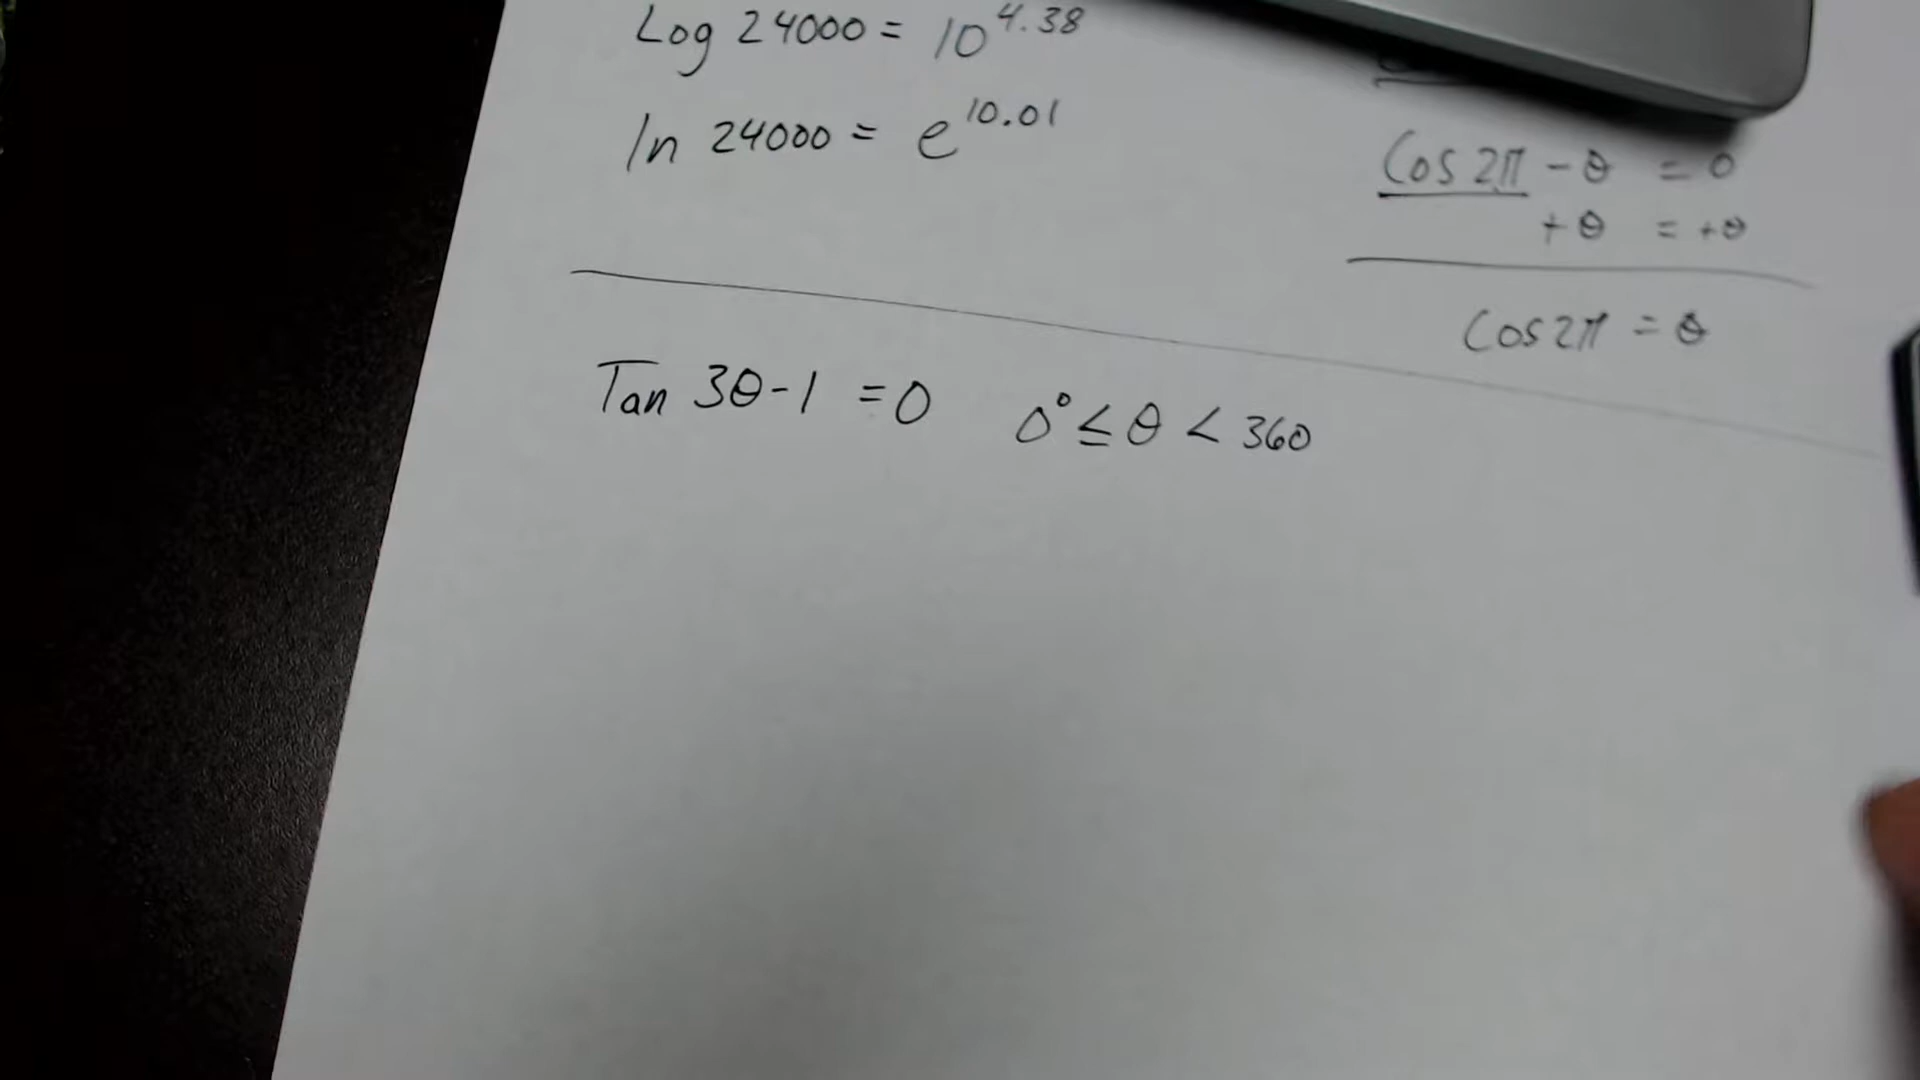 Log 24000 = 10^4.38
ln 24000 = e^10.01
Cos 2π - θ = 0
+ θ = +θ
Cos 2π = θ
Tan 3θ - 1 = 0 0° ≤ θ < 360